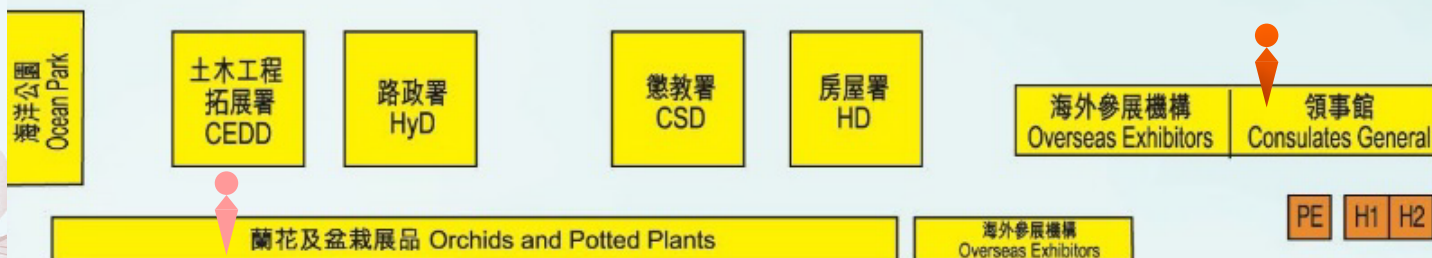 海洋公園
Ocean Park
土木工程
拓展署
CEDD
路政署
HyD
懲教署
CSD
房屋署
HD
海外參展機構
Overseas Exhibitors
領事館
Consulates General
PE
H1
H2
蘭花及盆栽展品 Orchids and Potted Plants
海外參展機構
Overseas Exhibitors